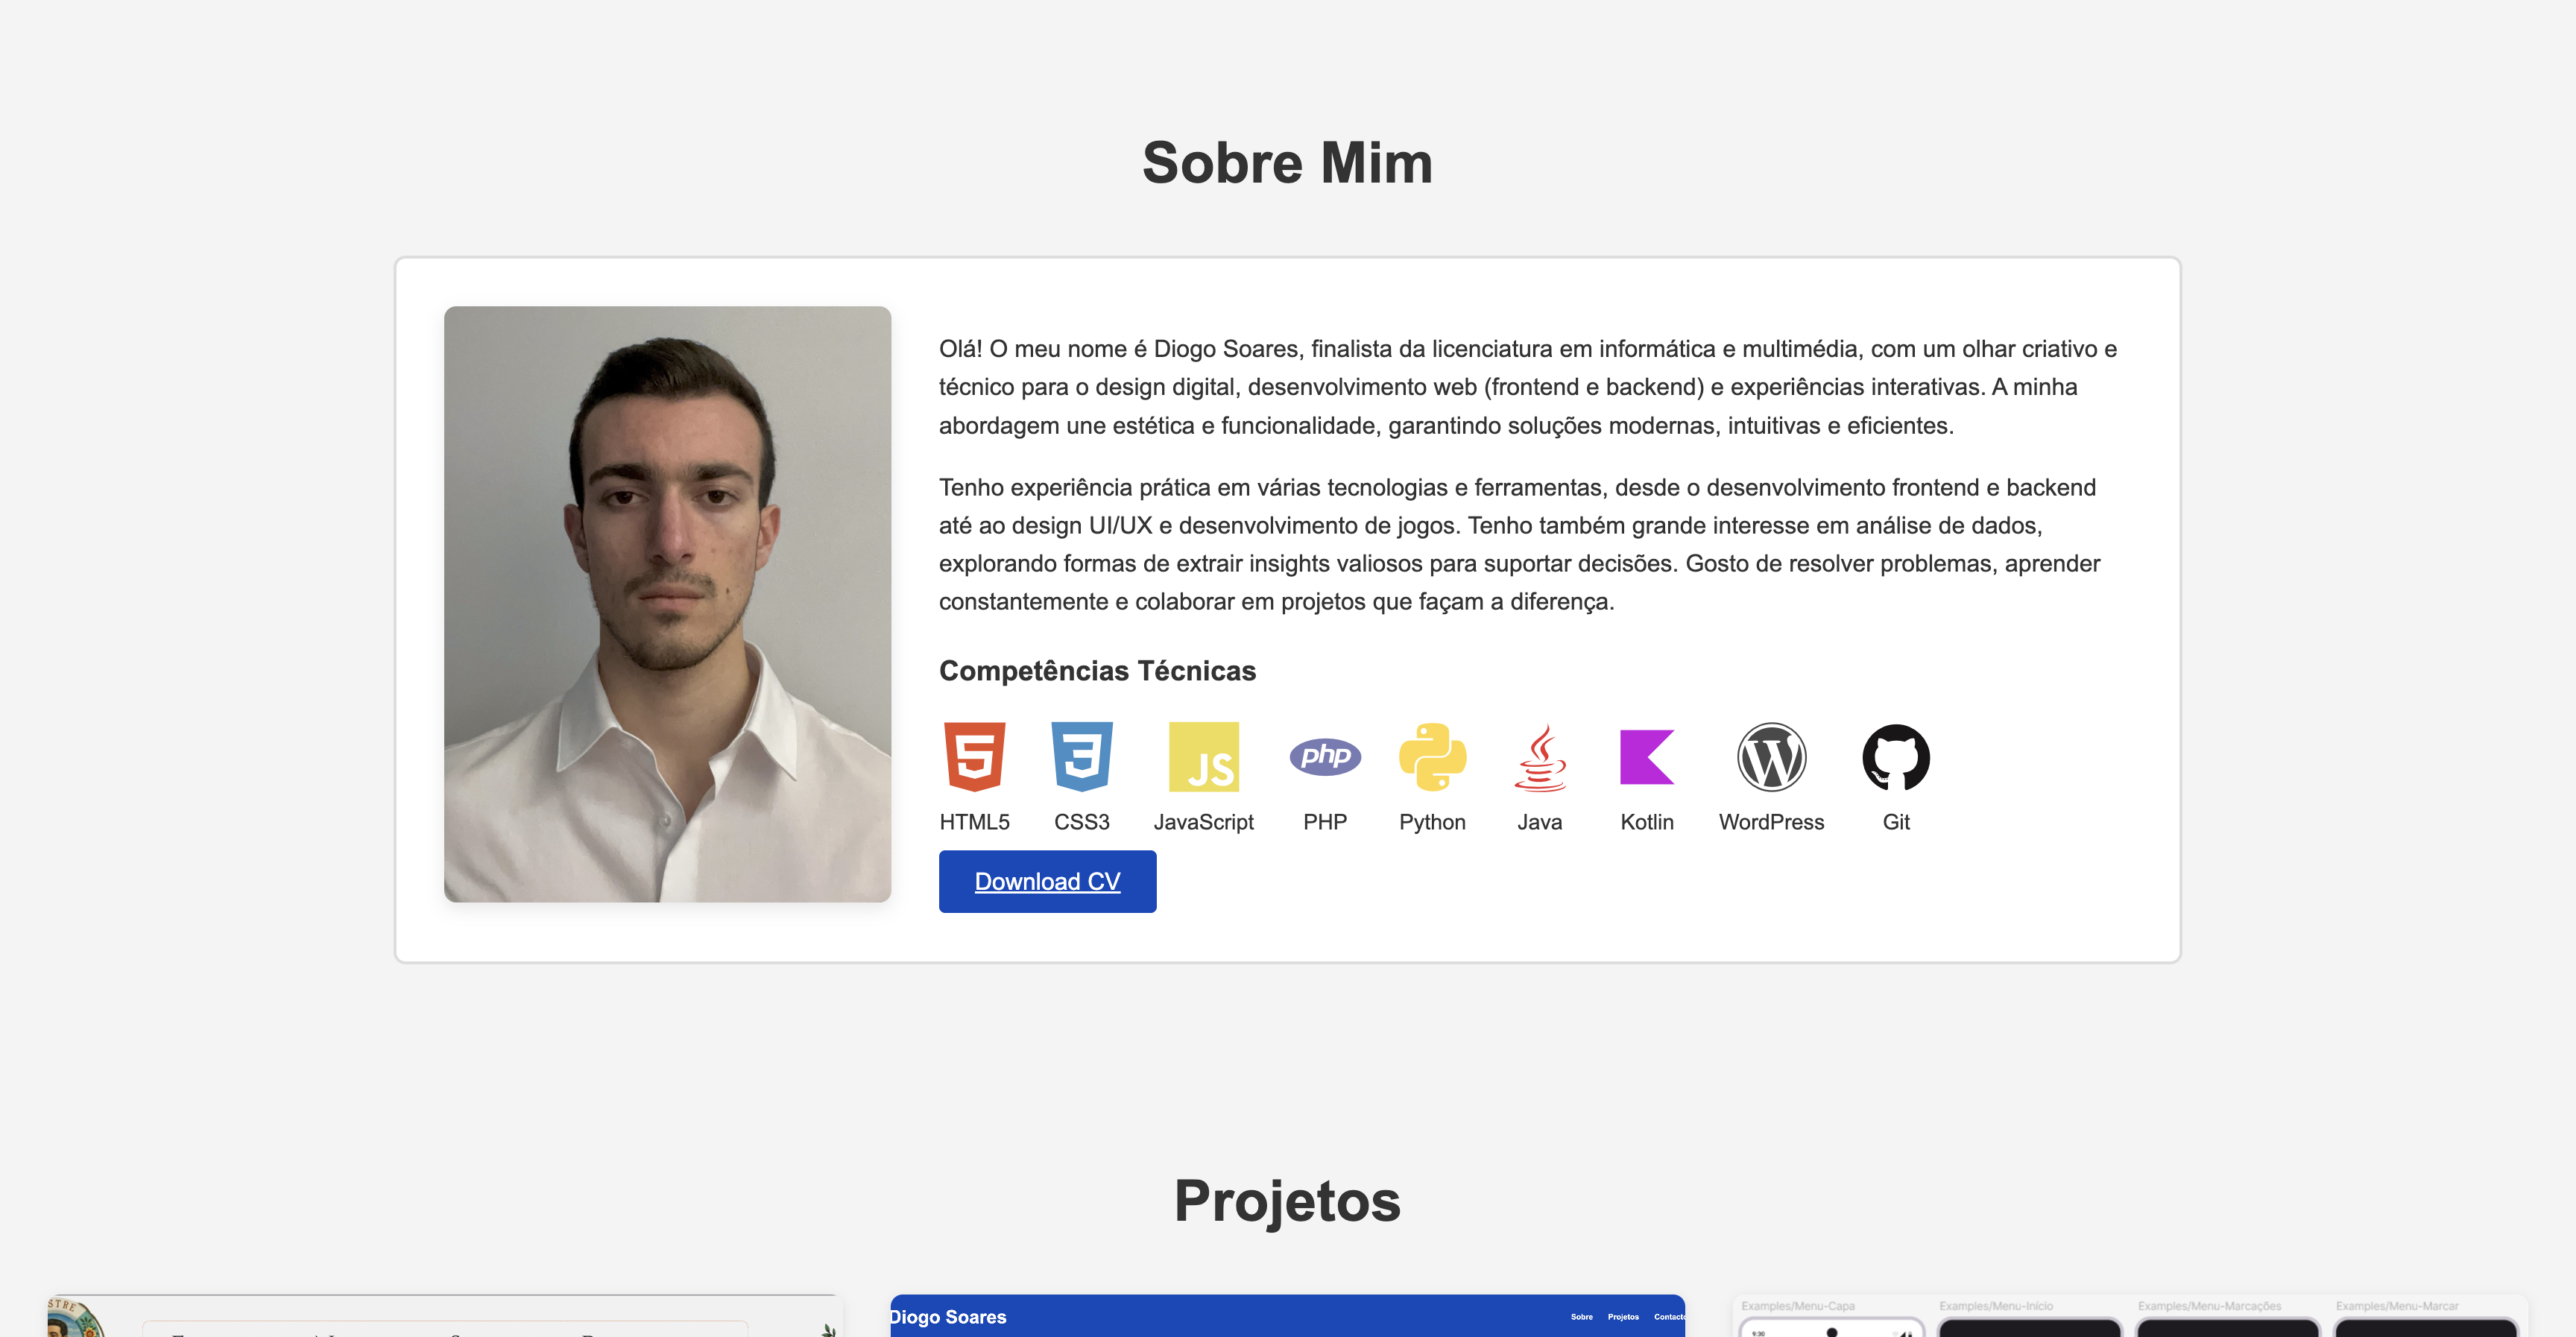 Sobre Mim
Olá! O meu nome é Diogo Soares, finalista da licenciatura em informática e multimédia, com um olhar criativo e
técnico para o design digital, desenvolvimento web (frontend e backend) e experiências interativas. A minha
abordagem une estética e funcionalidade, garantindo soluções modernas, intuitivas e eficientes.
Tenho experiência prática em várias tecnologias e ferramentas, desde o desenvolvimento frontend e backend
até ao design UI/UX e desenvolvimento de jogos. Tenho também grande interesse em análise de dados,
explorando formas de extrair insights valiosos para suportar decisões. Gosto de resolver problemas, aprender
constantemente e colaborar em projetos que façam a diferença.
Competências Técnicas
5 3 JS php W
HTML5 CSS3 JavaScript PHP Python Java Kotlin WordPress Git
Download CV
Projetos
STRE
Diogo Soares Sobre Projetos Contacto
Examples/Menu-Capa Examples/Menu-Inicio Examples/Menu-Marcações Examples/Menu-Marcar
9:30